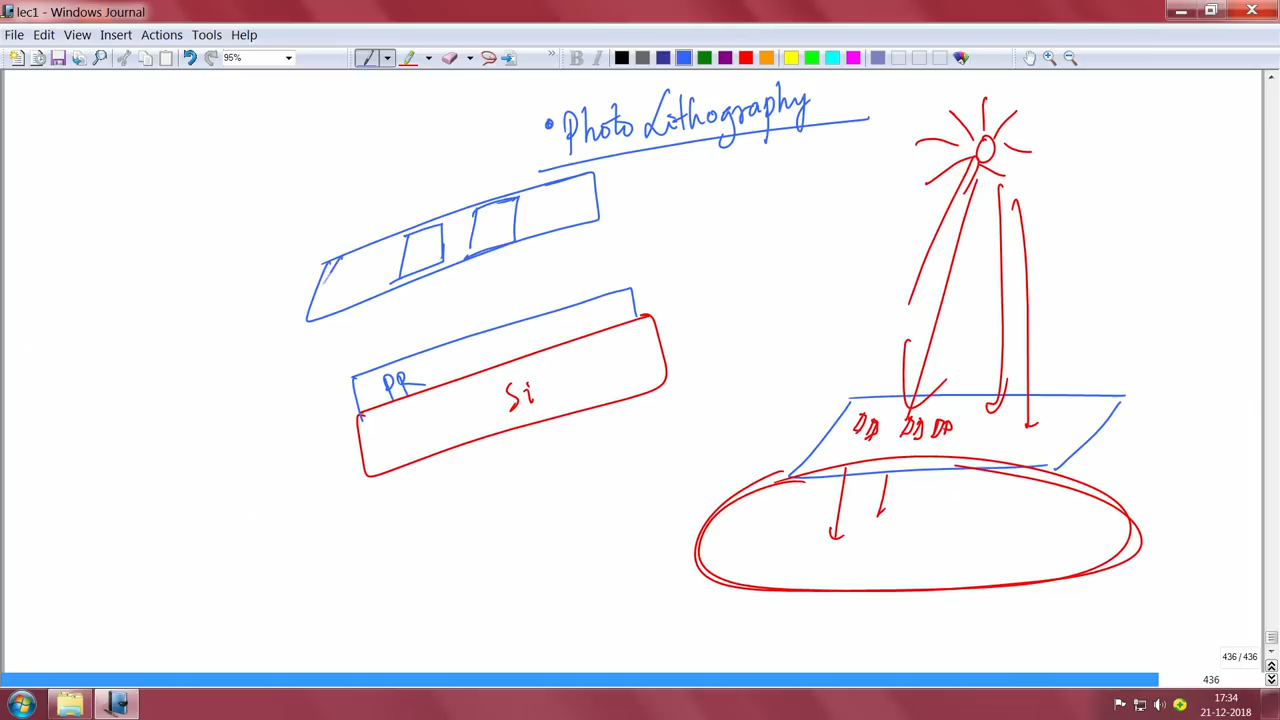 lec1 - Windows Journal
File Edit View Insert Actions Tools Help
95%
B I
• Photo Lithography
PR
Si
436 / 436
436
17:34
21-12-2018